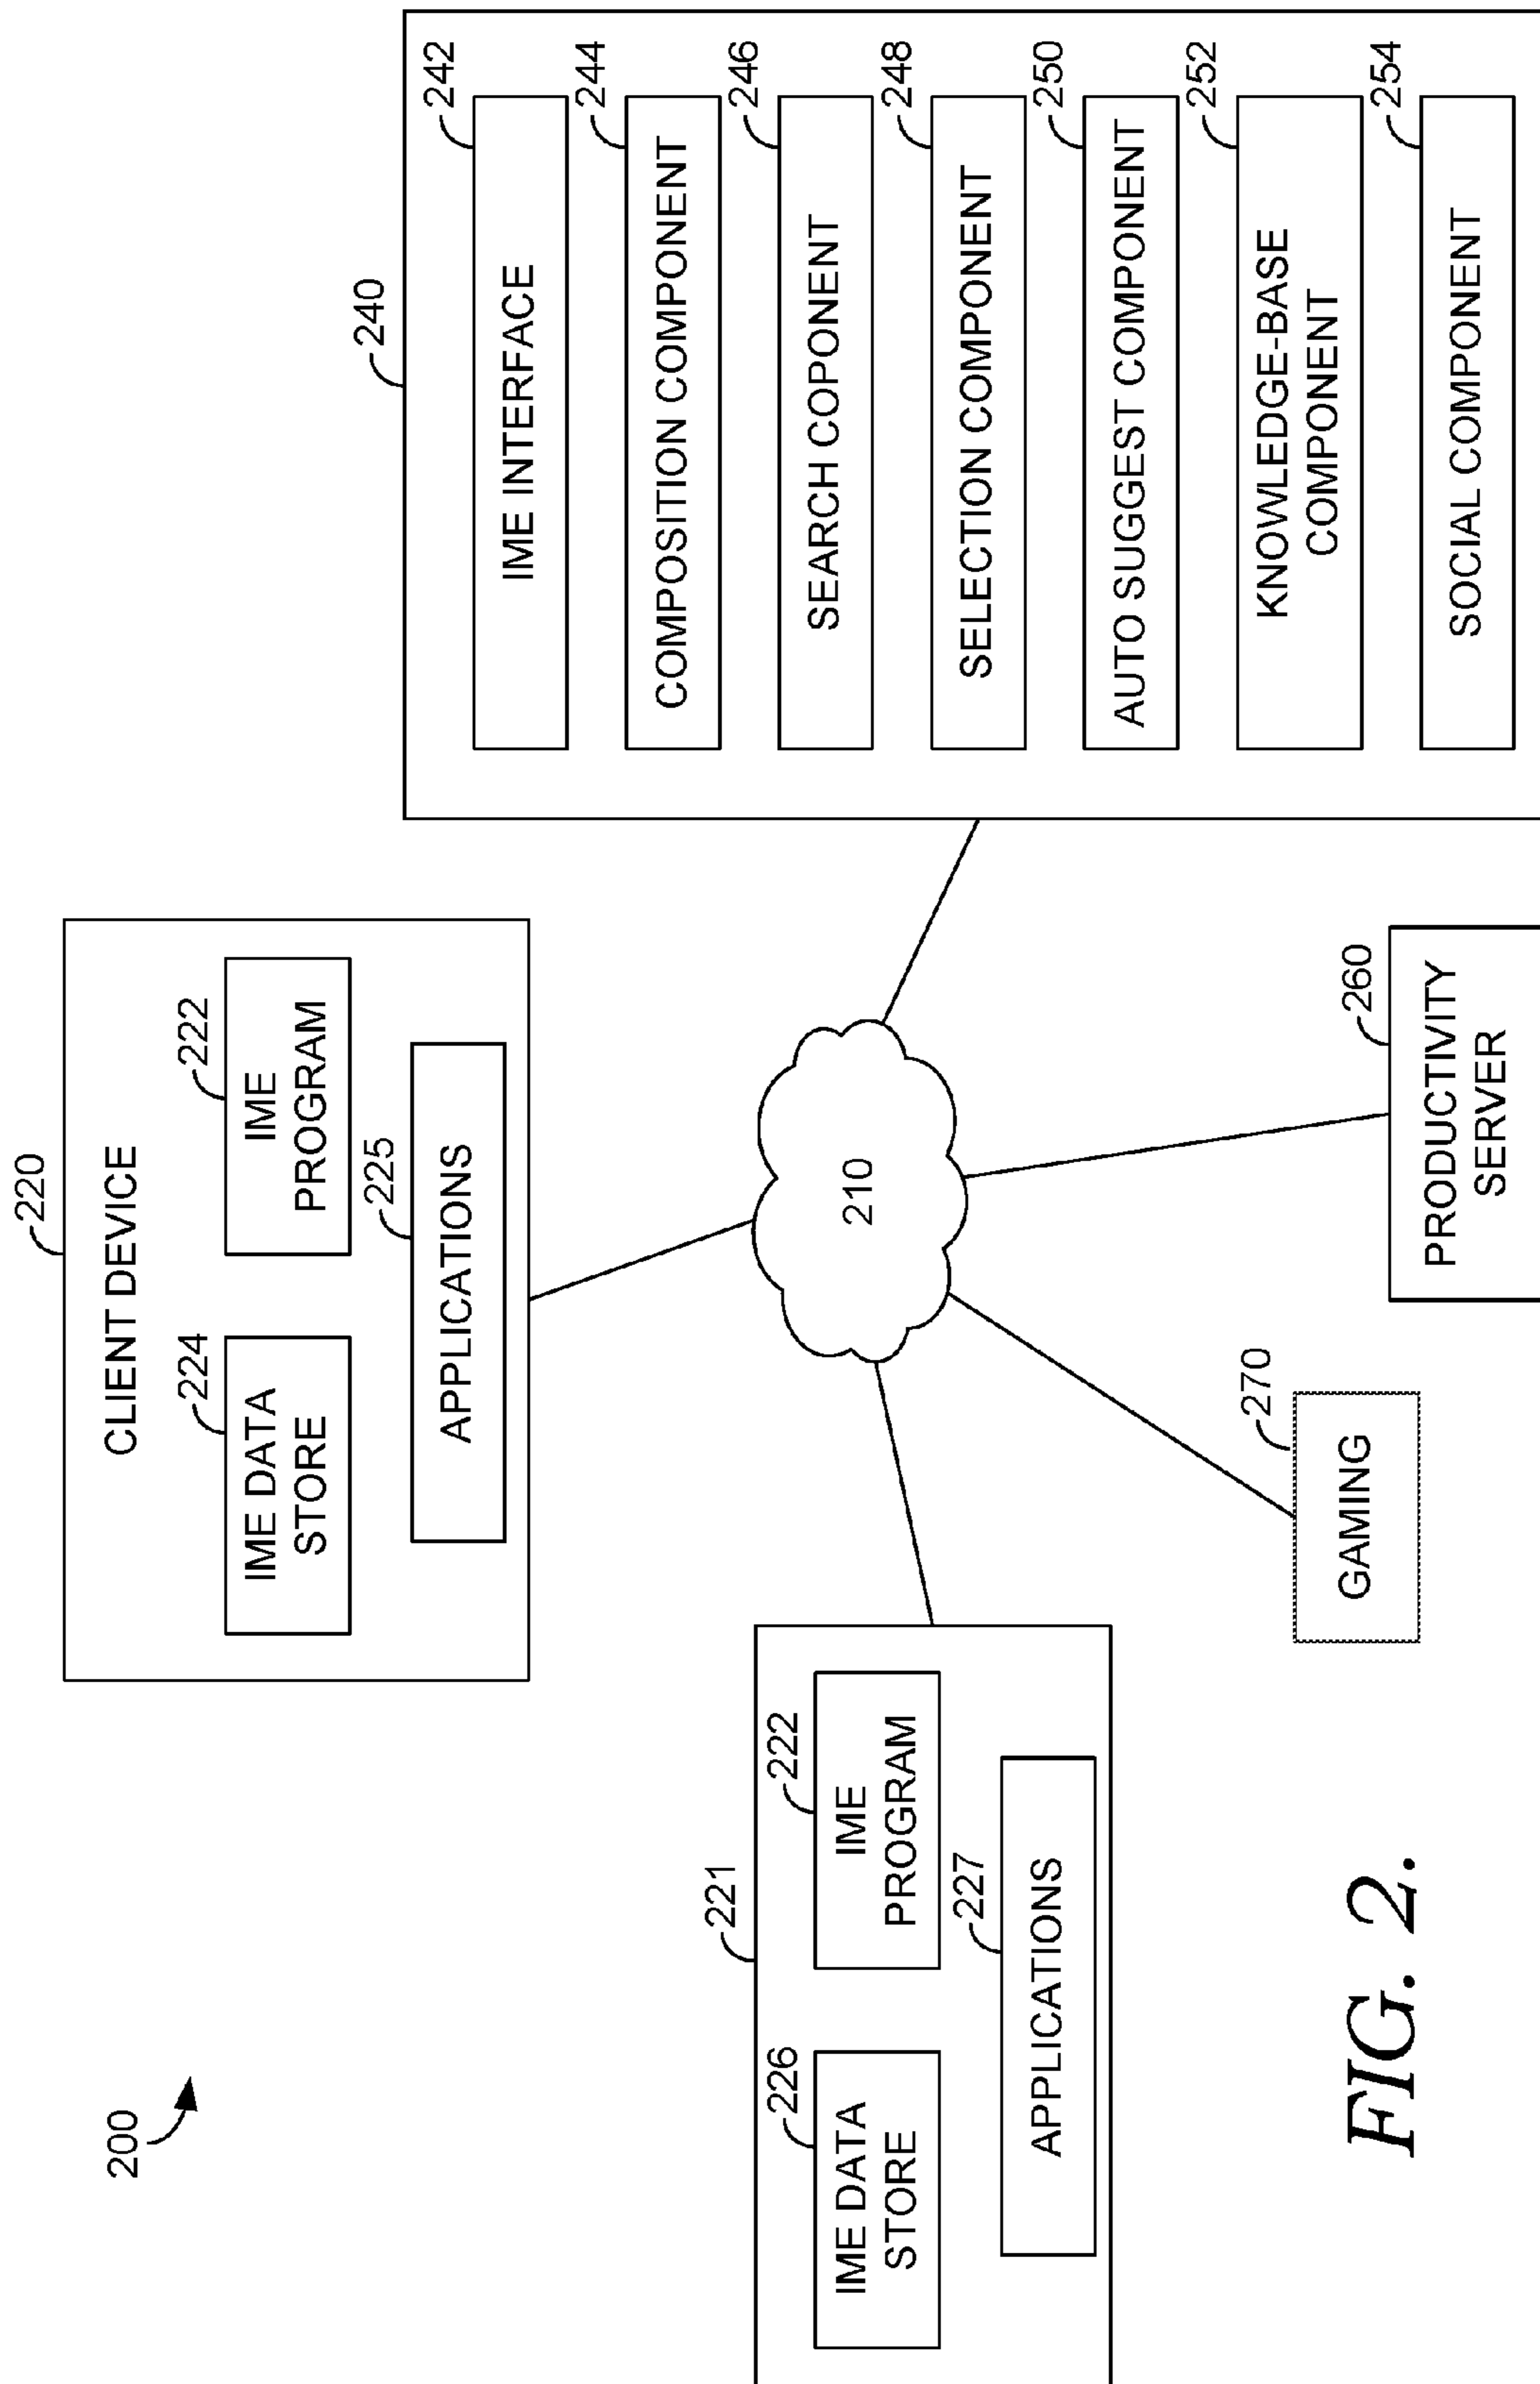 200
220
CLIENT DEVICE
224
IME DATA
STORE
222
IME
PROGRAM
225
APPLICATIONS
240
242
IME INTERFACE
244
COMPOSITION COMPONENT
246
SEARCH COPONENT
248
SELECTION COMPONENT
250
AUTO SUGGEST COMPONENT
252
KNOWLEDGE-BASE
COMPONENT
254
SOCIAL COMPONENT
210
221
226
IME DATA
STORE
222
IME
PROGRAM
227
APPLICATIONS
270
GAMING
260
PRODUCTIVITY
SERVER
FIG. 2.